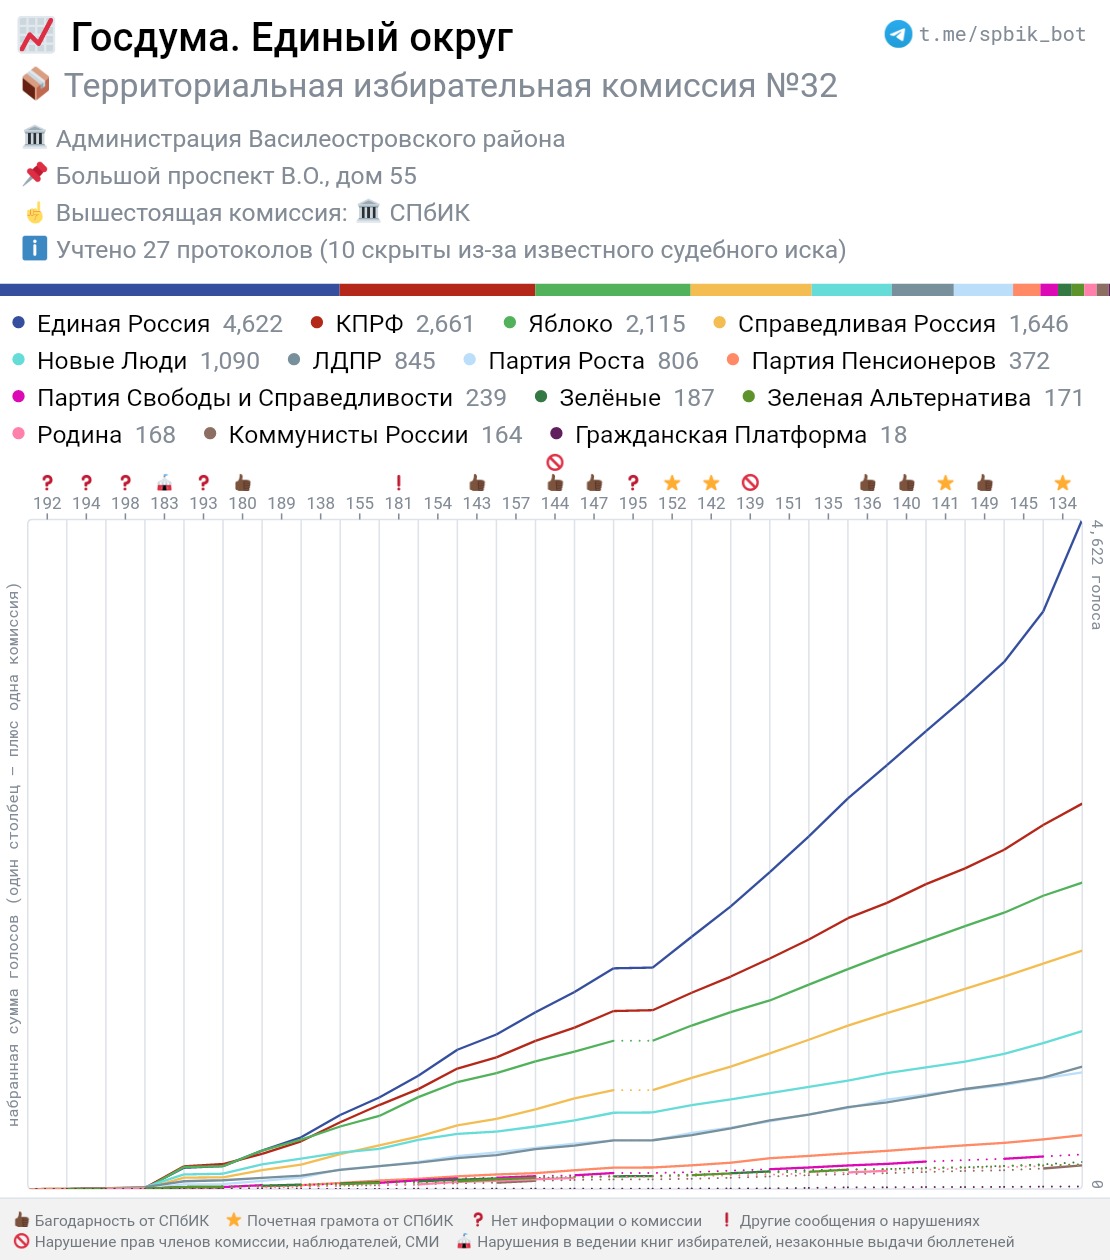 Госдума. Единый округ
t.me/spbik_bot
Территориальная избирательная комиссия №32
Администрация Василеостровского района
Большой проспект В.О., дом 55
Вышестоящая комиссия: СПбИК
Учтено 27 протоколов (10 скрыты из-за известного судебного иска)
Единая Россия 4,622 КПРФ 2,661 Яблоко 2,115 Справедливая Россия 1,646
Новые Люди 1,090 ЛДПР 845 Партия Роста 806 Партия Пенсионеров 372
Партия Свободы и Справедливости 239 Зелёные 187 Зеленая Альтернатива 171
Родина 168 Коммунисты России 164 Гражданская Платформа 18
192 194 198 183 193 180 189 138 155 181 154 143 157 144 147 195 152 142 139 151 135 136 140 141 149 145 134
набранная сумма голосов (один столбец — плюс одна комиссия)
4,622 голоса
0
Багодарность от СПбИК Почетная грамота от СПбИК Нет информации о комиссии Другие сообщения о нарушениях
Нарушение прав членов комиссии, наблюдателей, СМИ Нарушения в ведении книг избирателей, незаконные выдачи бюллетеней